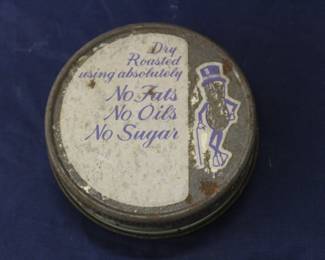 Dry
Roasted
using absolutely
No Fats
No Oils
No Sugar